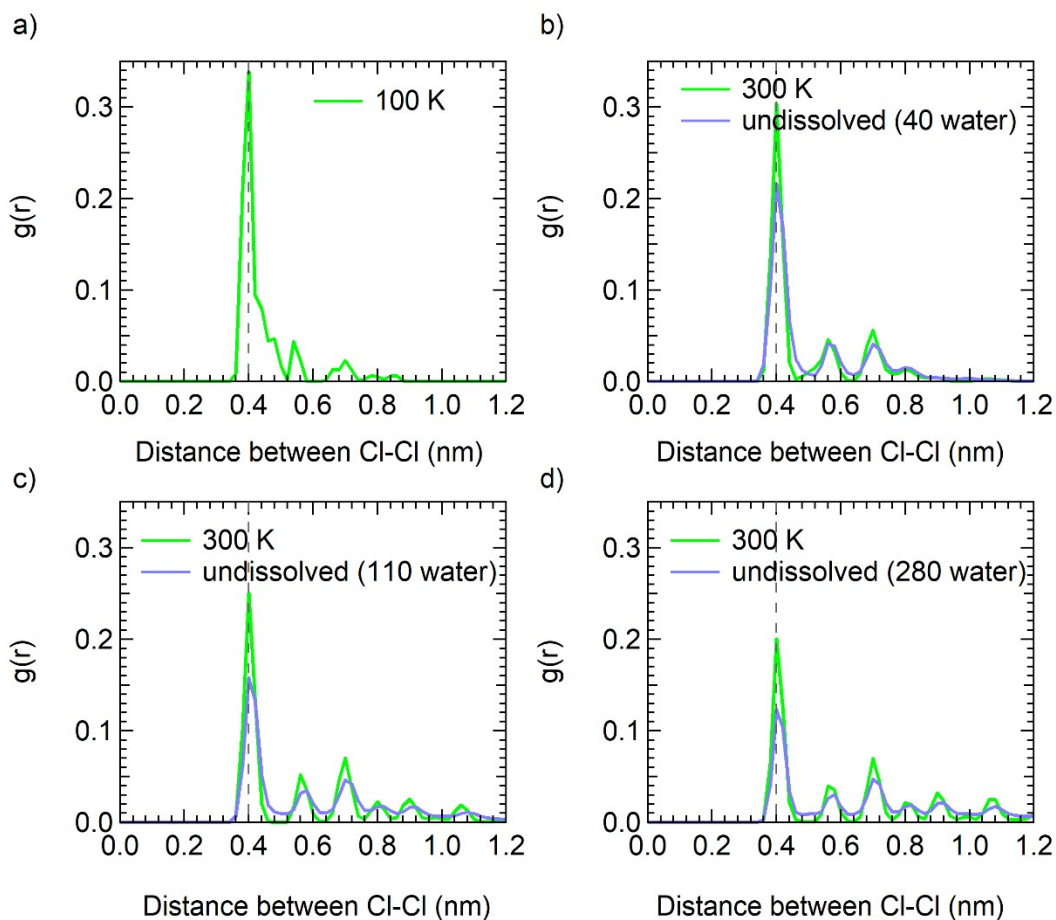 a)
0.3
0.2
0.1
0.0
g(r)
100 K
0.0 0.2 0.4 0.6 0.8 1.0 1.2
Distance between Cl-Cl (nm)
b)
0.3
0.2
0.1
0.0
g(r)
300 K
undissolved (40 water)
0.0 0.2 0.4 0.6 0.8 1.0 1.2
Distance between Cl-Cl (nm)
c)
0.3
0.2
0.1
0.0
g(r)
300 K
undissolved (110 water)
0.0 0.2 0.4 0.6 0.8 1.0 1.2
Distance between Cl-Cl (nm)
d)
0.3
0.2
0.1
0.0
g(r)
300 K
undissolved (280 water)
0.0 0.2 0.4 0.6 0.8 1.0 1.2
Distance between Cl-Cl (nm)